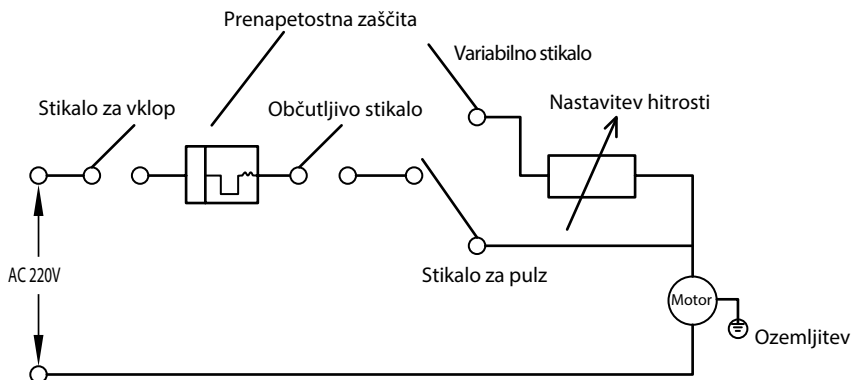 Prenapetostna zaščita
Variabilno stikalo
Stikalo za vklop
Občutljivo stikalo
Nastavitev hitrosti
AC 220V
Stikalo za pulz
Motor
Ozemljitev